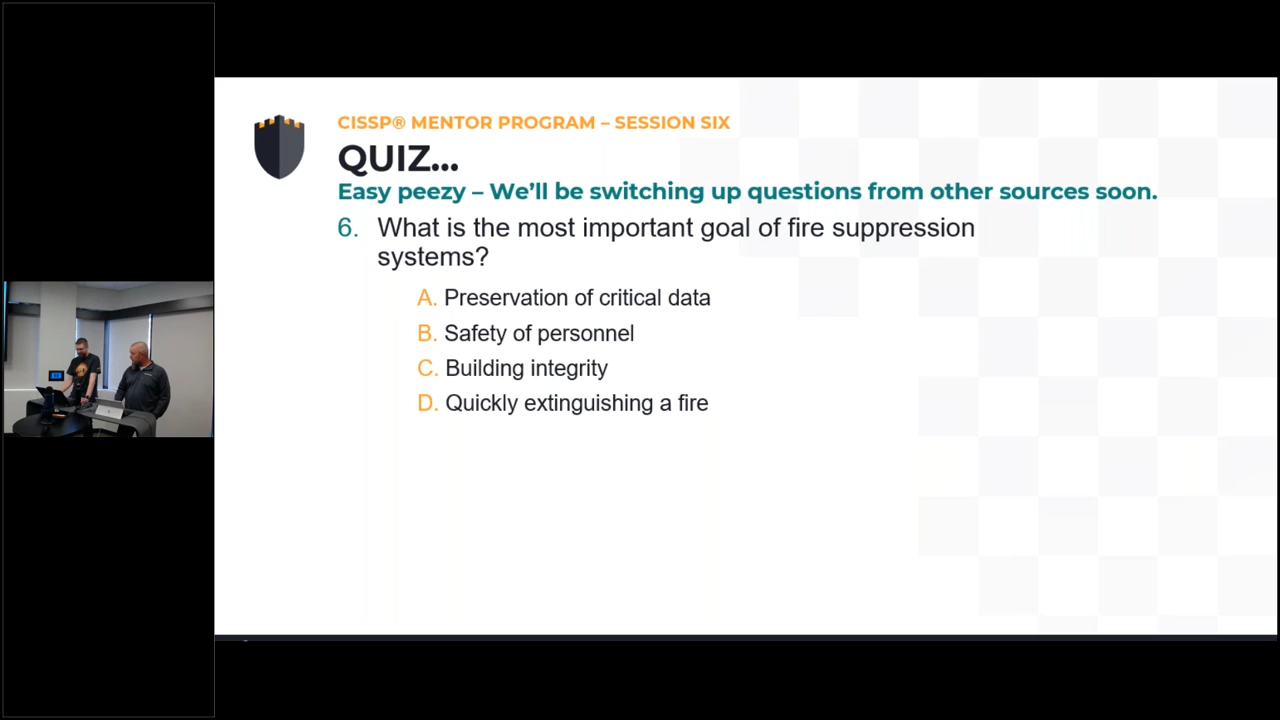 CISSP® MENTOR PROGRAM – SESSION SIX
QUIZ...
Easy peezy – We'll be switching up questions from other sources soon.
6. What is the most important goal of fire suppression
systems?
A. Preservation of critical data
B. Safety of personnel
C. Building integrity
D. Quickly extinguishing a fire